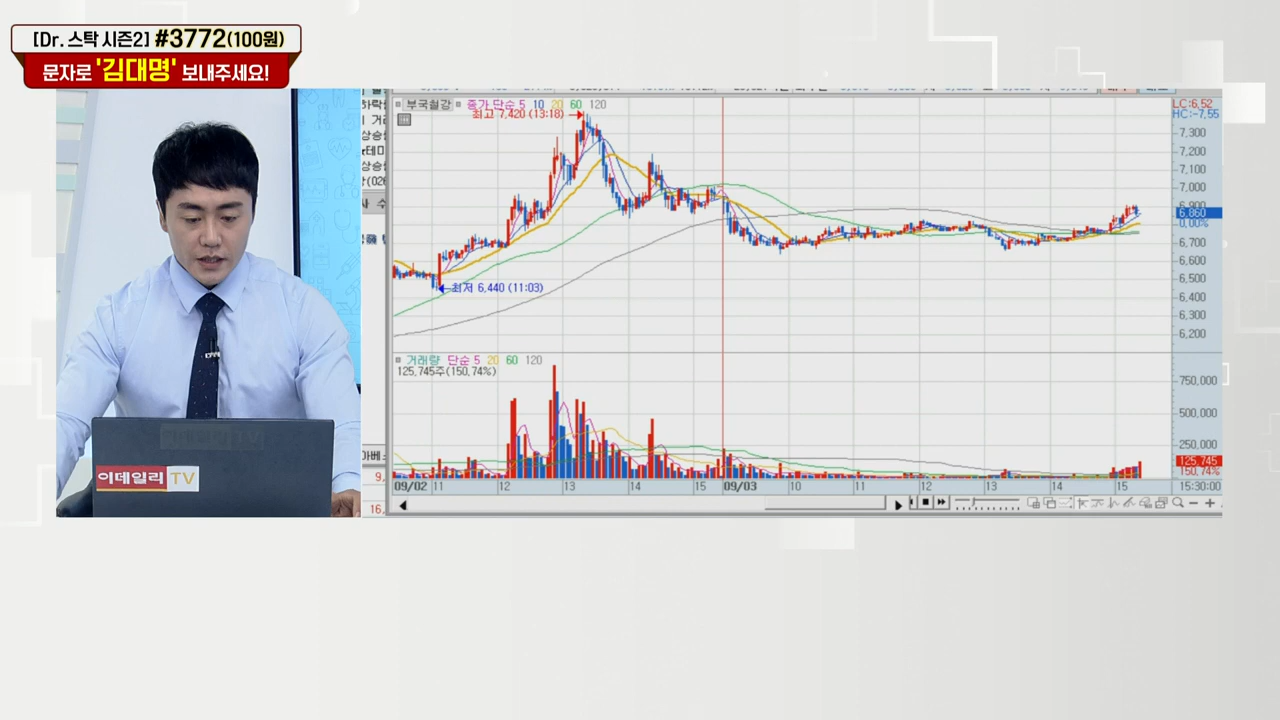 [Dr. 스탁 시즌2] #3772(100원)
문자로 '김대명' 보내주세요!
부국철강 종가 단순 5 10 20 60 120
최고 7,420 (13:18)
최저 6,440 (11:03)
LC:6.52
HC:-7.55
7,300
7,200
7,100
7,000
6,900
6,860
0.00%
6,700
6,600
6,500
6,400
6,300
6,200
거래량 단순 5 20 60 120
125,745주(150.74%)
750,000
500,000
250,000
125,745
150.74%
09/02 11 12 13 14 15 09/03 10 11 12 13 14 15 15:30:00
이데일리 TV